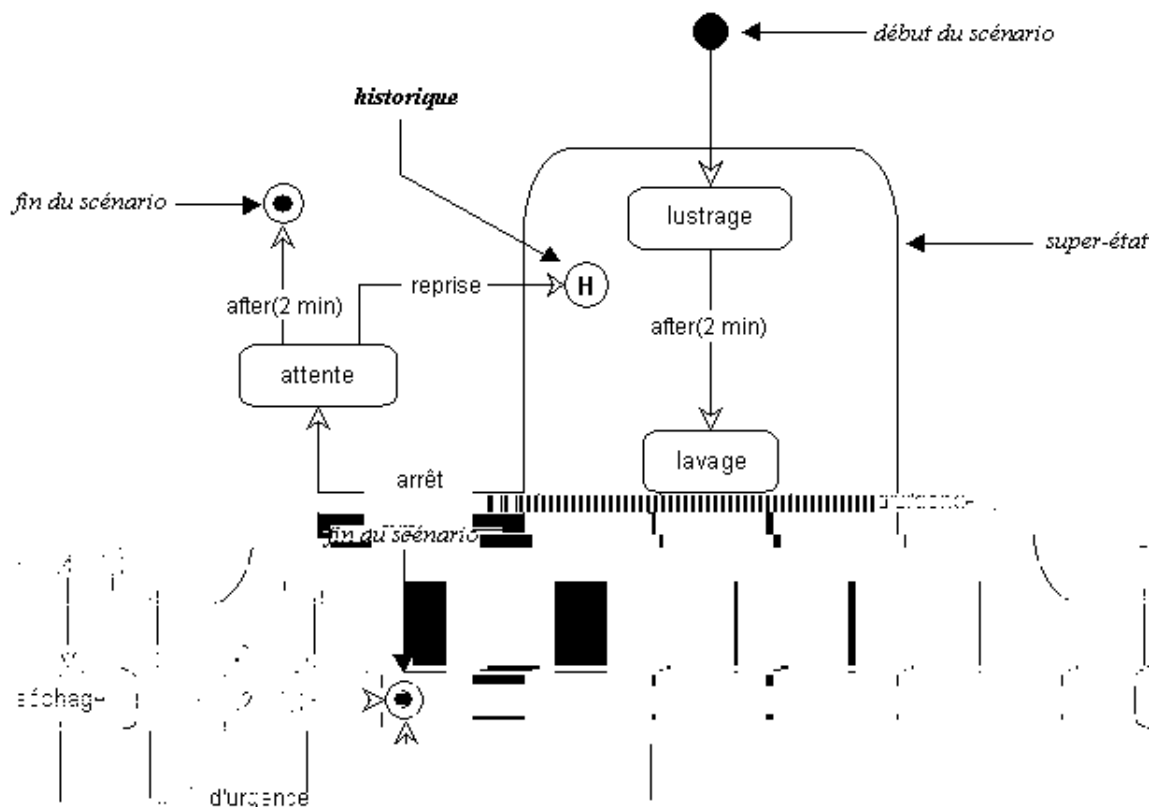 début du scénario
historique
fin du scénario
lustrage
super-état
H
reprise
after(2 min)
after(2 min)
attente
lavage
arrêt
fin du scénario
séchage
d'urgence